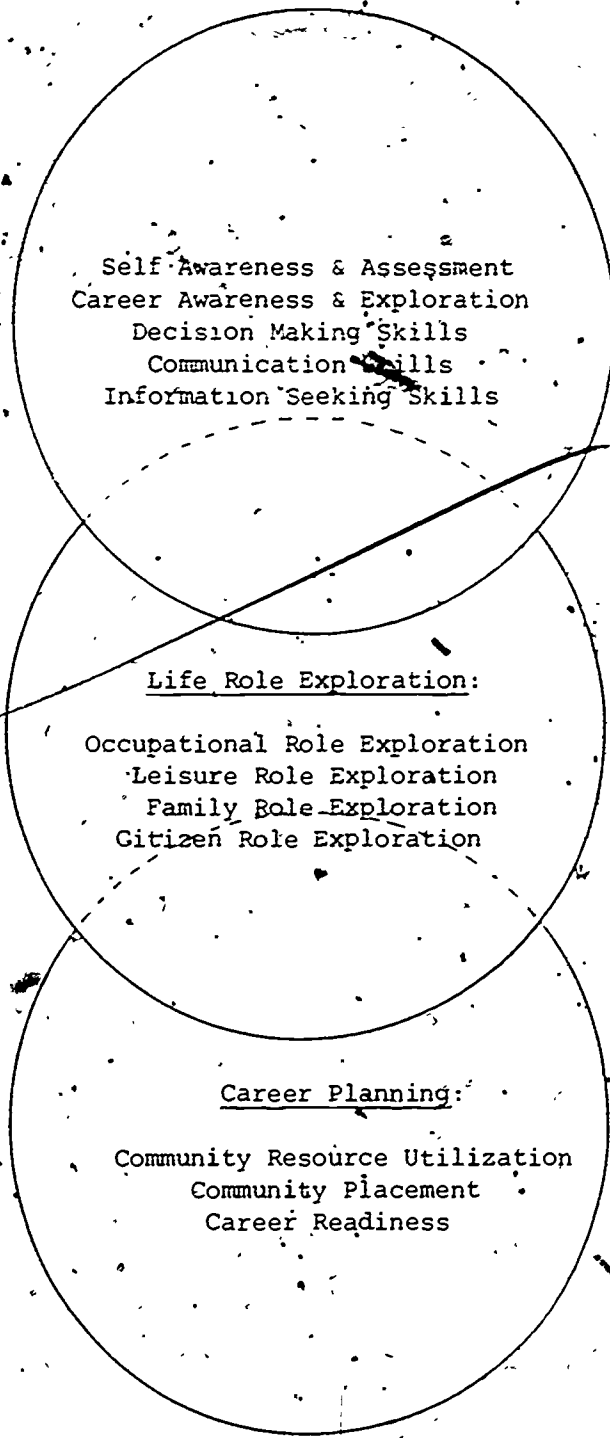 Self Awareness & Assessment
Career Awareness & Exploration
Decision Making Skills
Communication Skills
Information Seeking Skills
Life Role Exploration:
Occupational Role Exploration
Leisure Role Exploration
Family Role Exploration
Citizen Role Exploration
Career Planning:
Community Resource Utilization
Community Placement
Career Readiness